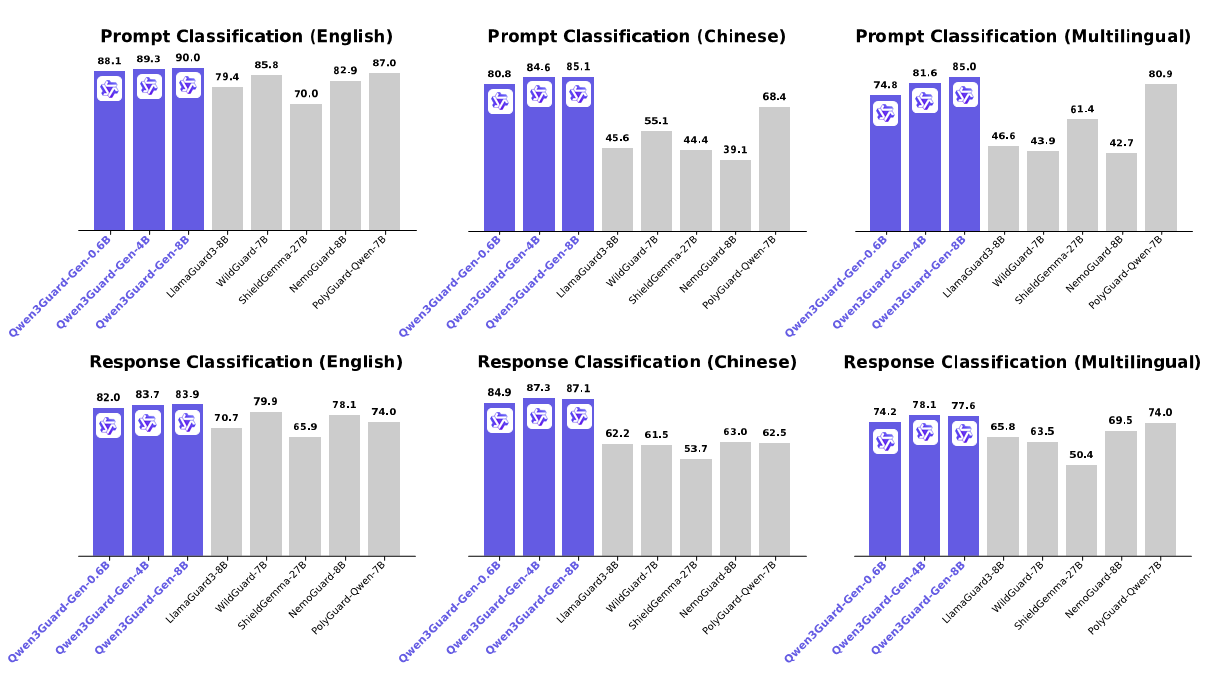 Prompt Classification (English)
88.1
89.3
90.0
79.4
85.8
70.0
82.9
87.0
Qwen3Guard-Gen-0.6B
Qwen3Guard-Gen-4B
Qwen3Guard-Gen-8B
LlamaGuard3-8B
WildGuard-7B
ShieldGemma-27B
NemoGuard-8B
PolyGuard-Qwen-7B
Prompt Classification (Chinese)
80.8
84.6
85.1
45.6
55.1
44.4
39.1
68.4
Qwen3Guard-Gen-0.6B
Qwen3Guard-Gen-4B
Qwen3Guard-Gen-8B
LlamaGuard3-8B
WildGuard-7B
ShieldGemma-27B
NemoGuard-8B
PolyGuard-Qwen-7B
Prompt Classification (Multilingual)
74.8
81.6
85.0
46.6
43.9
61.4
42.7
80.9
Qwen3Guard-Gen-0.6B
Qwen3Guard-Gen-4B
Qwen3Guard-Gen-8B
LlamaGuard3-8B
WildGuard-7B
ShieldGemma-27B
NemoGuard-8B
PolyGuard-Qwen-7B
Response Classification (English)
82.0
83.7
83.9
70.7
79.9
65.9
78.1
74.0
Qwen3Guard-Gen-0.6B
Qwen3Guard-Gen-4B
Qwen3Guard-Gen-8B
LlamaGuard3-8B
WildGuard-7B
ShieldGemma-27B
NemoGuard-8B
PolyGuard-Qwen-7B
Response Classification (Chinese)
84.9
87.3
87.1
62.2
61.5
53.7
63.0
62.5
Qwen3Guard-Gen-0.6B
Qwen3Guard-Gen-4B
Qwen3Guard-Gen-8B
LlamaGuard3-8B
WildGuard-7B
ShieldGemma-27B
NemoGuard-8B
PolyGuard-Qwen-7B
Response Classification (Multilingual)
74.2
78.1
77.6
65.8
63.5
50.4
69.5
74.0
Qwen3Guard-Gen-0.6B
Qwen3Guard-Gen-4B
Qwen3Guard-Gen-8B
LlamaGuard3-8B
WildGuard-7B
ShieldGemma-27B
NemoGuard-8B
PolyGuard-Qwen-7B